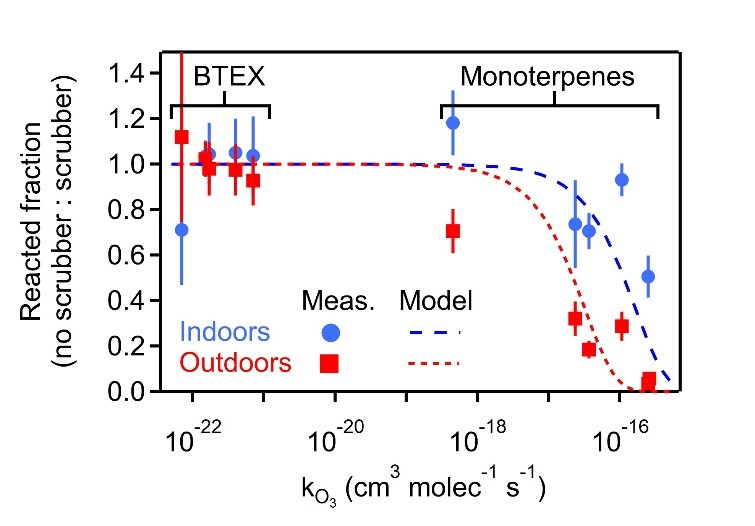 Reacted fraction
(no scrubber : scrubber)
1.4
1.2
1.0
0.8
0.6
0.4
0.2
0.0
BTEX
Monoterpenes
Meas. Model
Indoors
Outdoors
10^-22 10^-20 10^-18 10^-16
k_O3 (cm^3 molec^-1 s^-1)